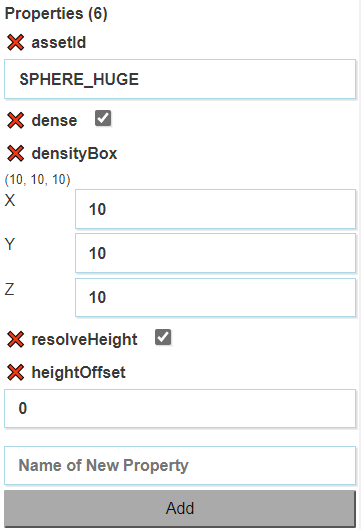 Properties (6)
assetId
SPHERE_HUGE
dense
densityBox
(10, 10, 10)
X 10
Y 10
Z 10
resolveHeight
heightOffset
0
Name of New Property
Add